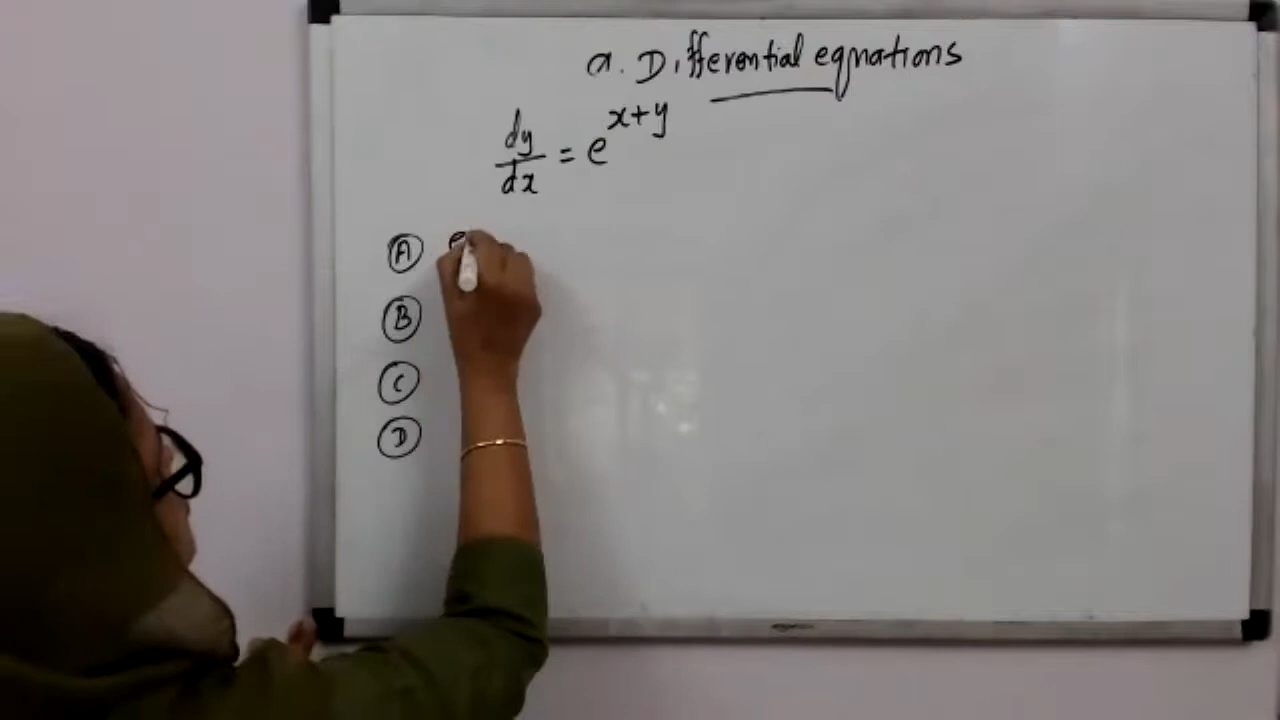 a. Differential equations
dy/dx = e^(x+y)
A e
B
C
D